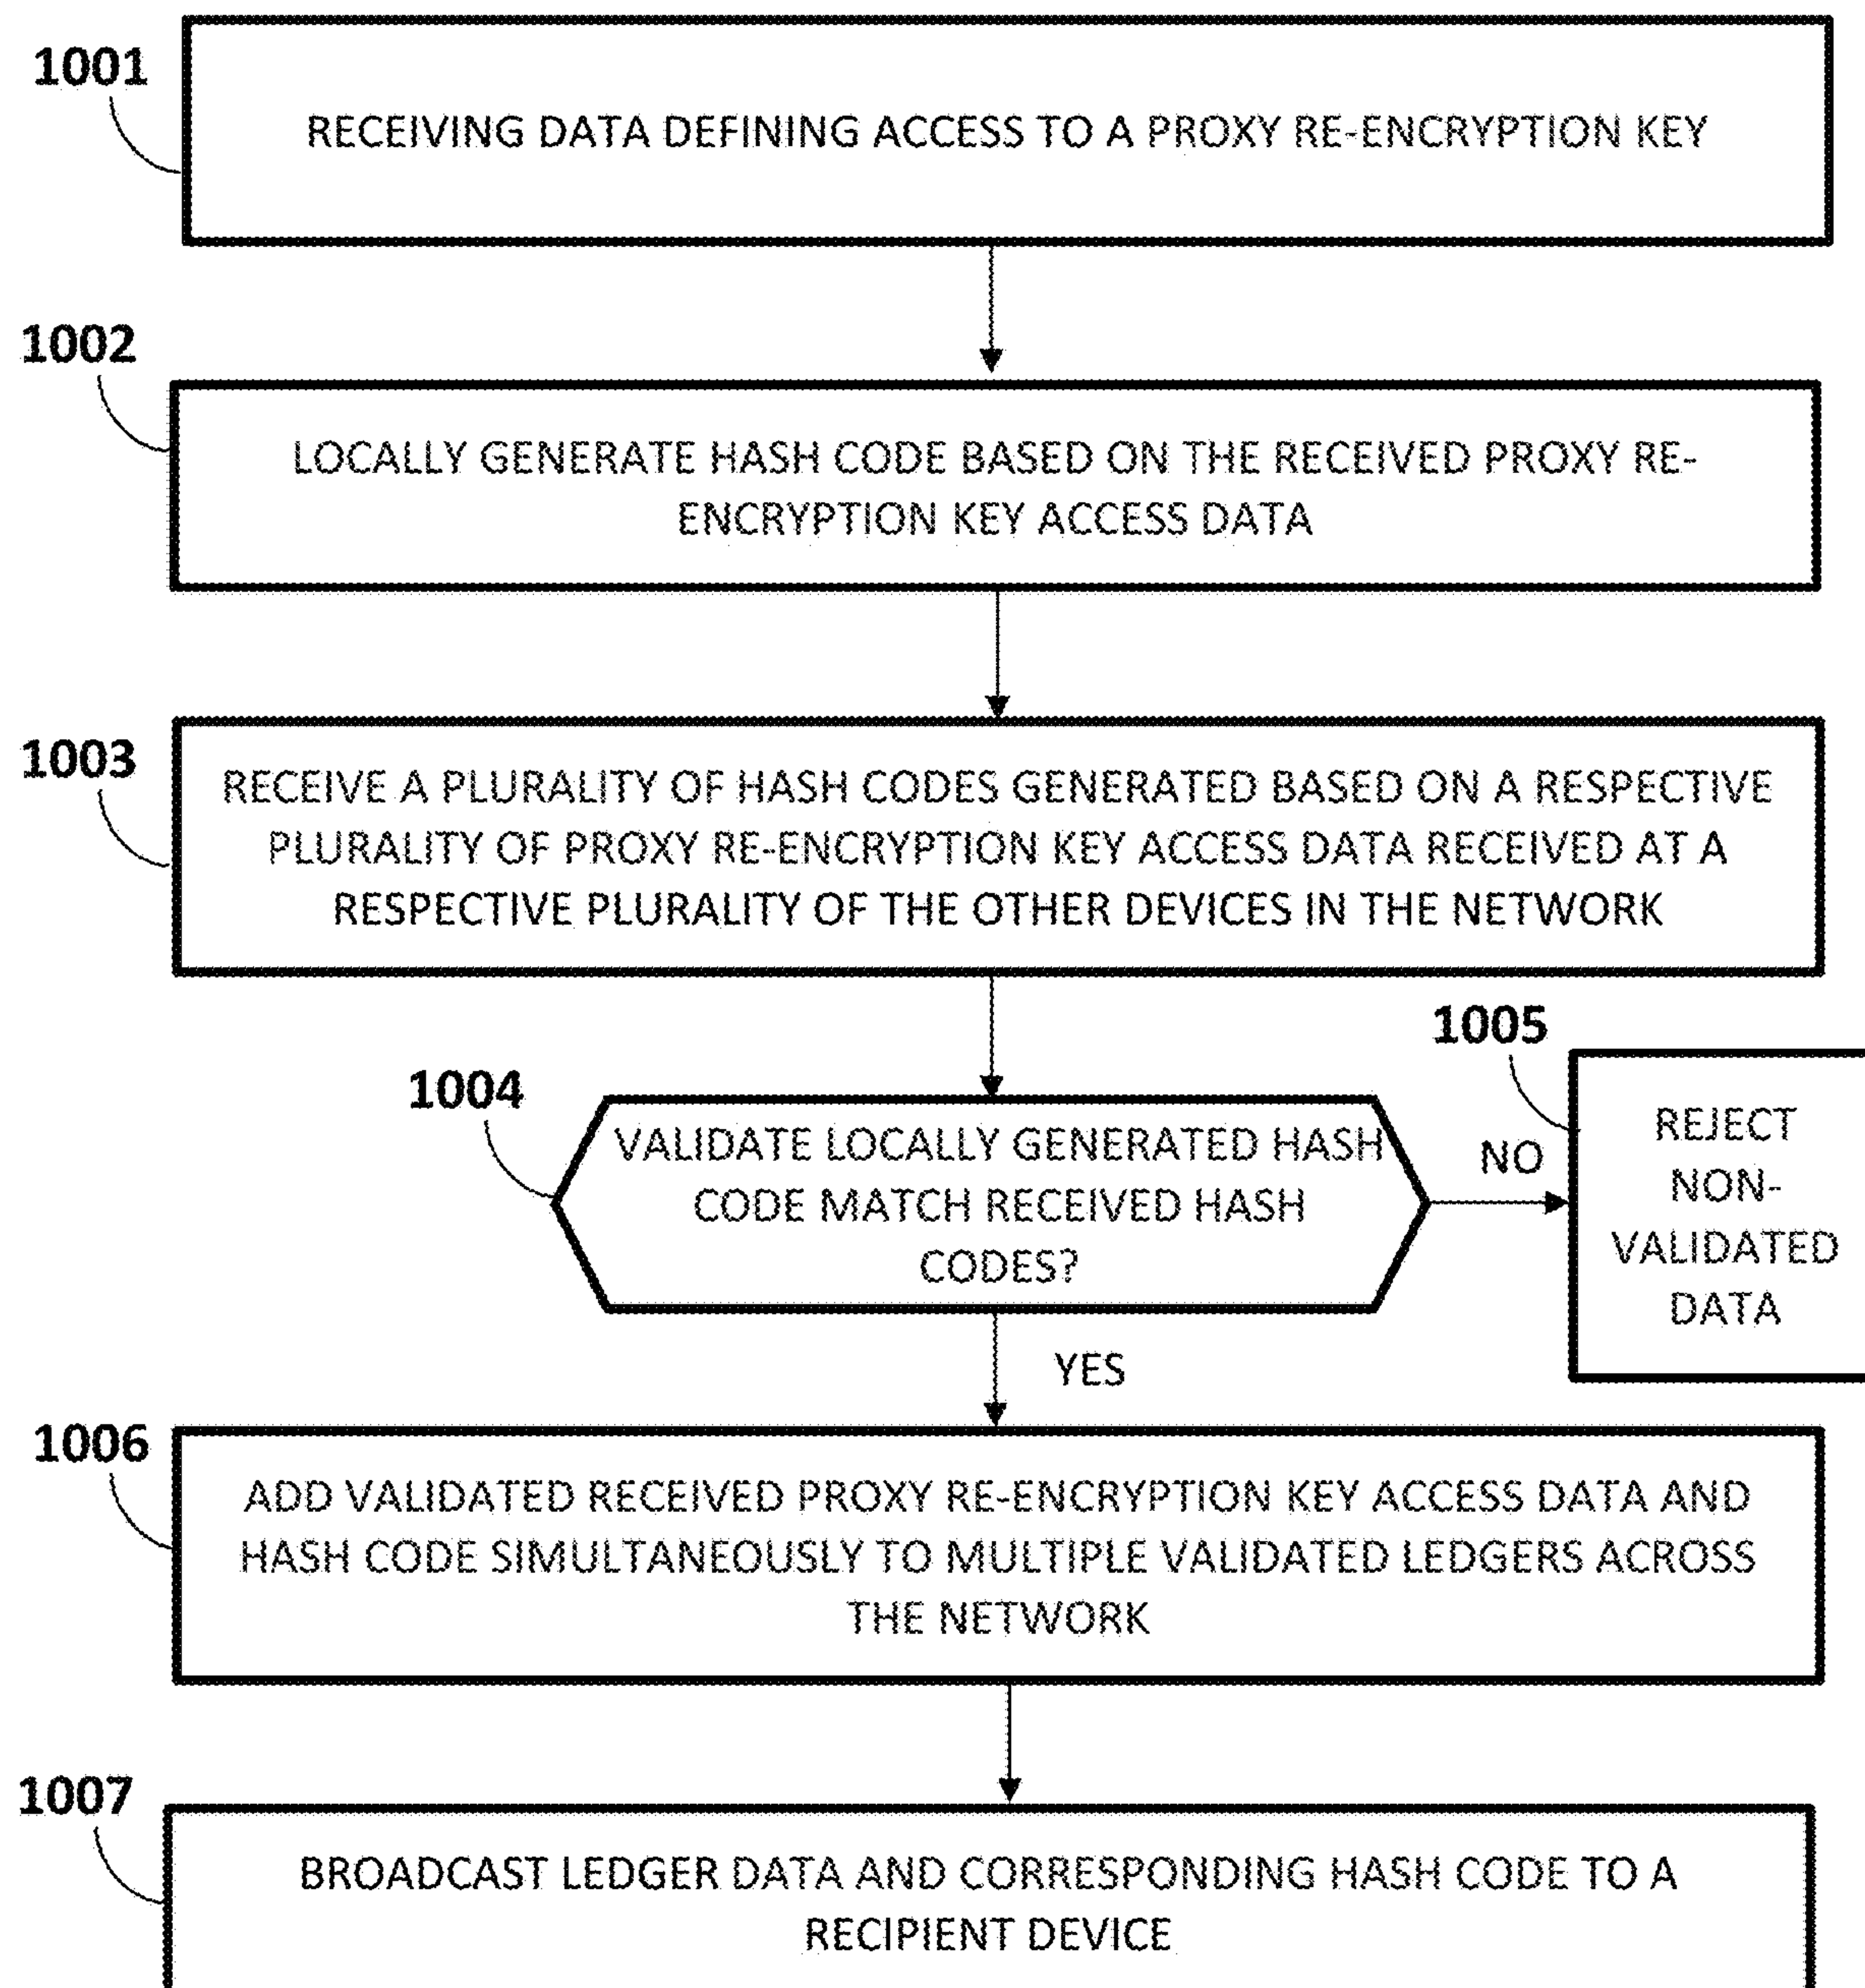 1001
RECEIVING DATA DEFINING ACCESS TO A PROXY RE-ENCRYPTION KEY
1002
LOCALLY GENERATE HASH CODE BASED ON THE RECEIVED PROXY RE-
ENCRYPTION KEY ACCESS DATA
1003
RECEIVE A PLURALITY OF HASH CODES GENERATED BASED ON A RESPECTIVE
PLURALITY OF PROXY RE-ENCRYPTION KEY ACCESS DATA RECEIVED AT A
RESPECTIVE PLURALITY OF THE OTHER DEVICES IN THE NETWORK
1004
VALIDATE LOCALLY GENERATED HASH
CODE MATCH RECEIVED HASH
CODES?
NO
1005
REJECT
NON-
VALIDATED
DATA
YES
1006
ADD VALIDATED RECEIVED PROXY RE-ENCRYPTION KEY ACCESS DATA AND
HASH CODE SIMULTANEOUSLY TO MULTIPLE VALIDATED LEDGERS ACROSS
THE NETWORK
1007
BROADCAST LEDGER DATA AND CORRESPONDING HASH CODE TO A
RECIPIENT DEVICE